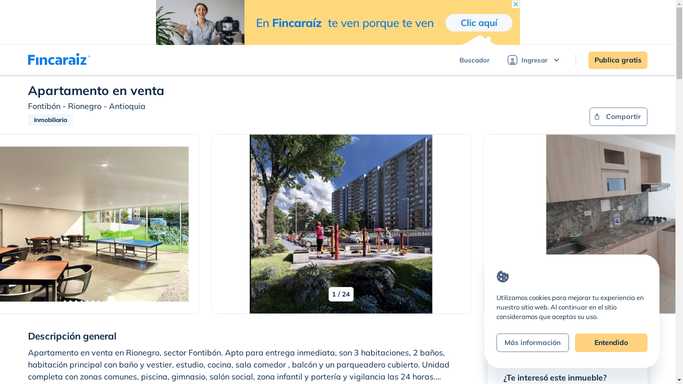 En Fincaraíz te ven porque te ven
Clic aquí
Fincaraíz
Buscador
Ingresar
Publica gratis
Apartamento en venta
Fontibón - Rionegro - Antioquia
Inmobiliaria
Compartir
1 / 24
Utilizamos cookies para mejorar tu experiencia en
nuestro sitio web. Al continuar en el sitio
consideramos que aceptas su uso.
Más información
Entendido
Descripción general
Apartamento en venta en Rionegro, sector Fontibón. Apto para entrega inmediata, son 3 habitaciones, 2 baños,
habitación principal con baño y vestier, estudio, cocina, sala comedor , balcón y un parqueadero cubierto. Unidad
completa con zonas comunes, piscina, gimnasio, salón social, zona infantil y portería y vigilancia las 24 horas....
¿Te interesó este inmueble?